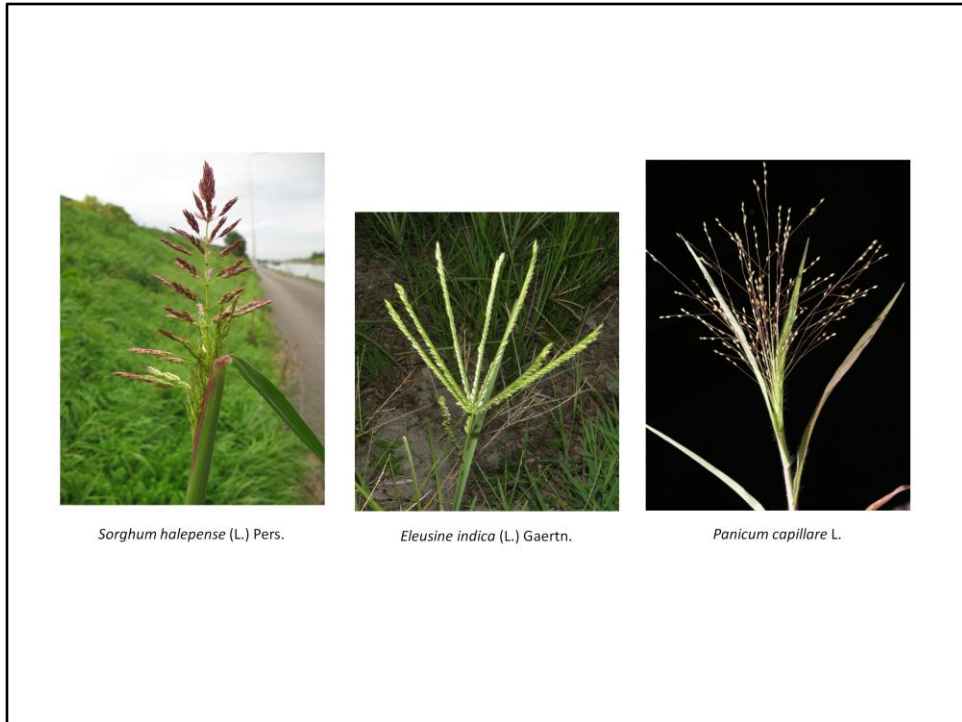 Sorghum halepense (L.) Pers.
Eleusine indica (L.) Gaertn.
Panicum capillare L.